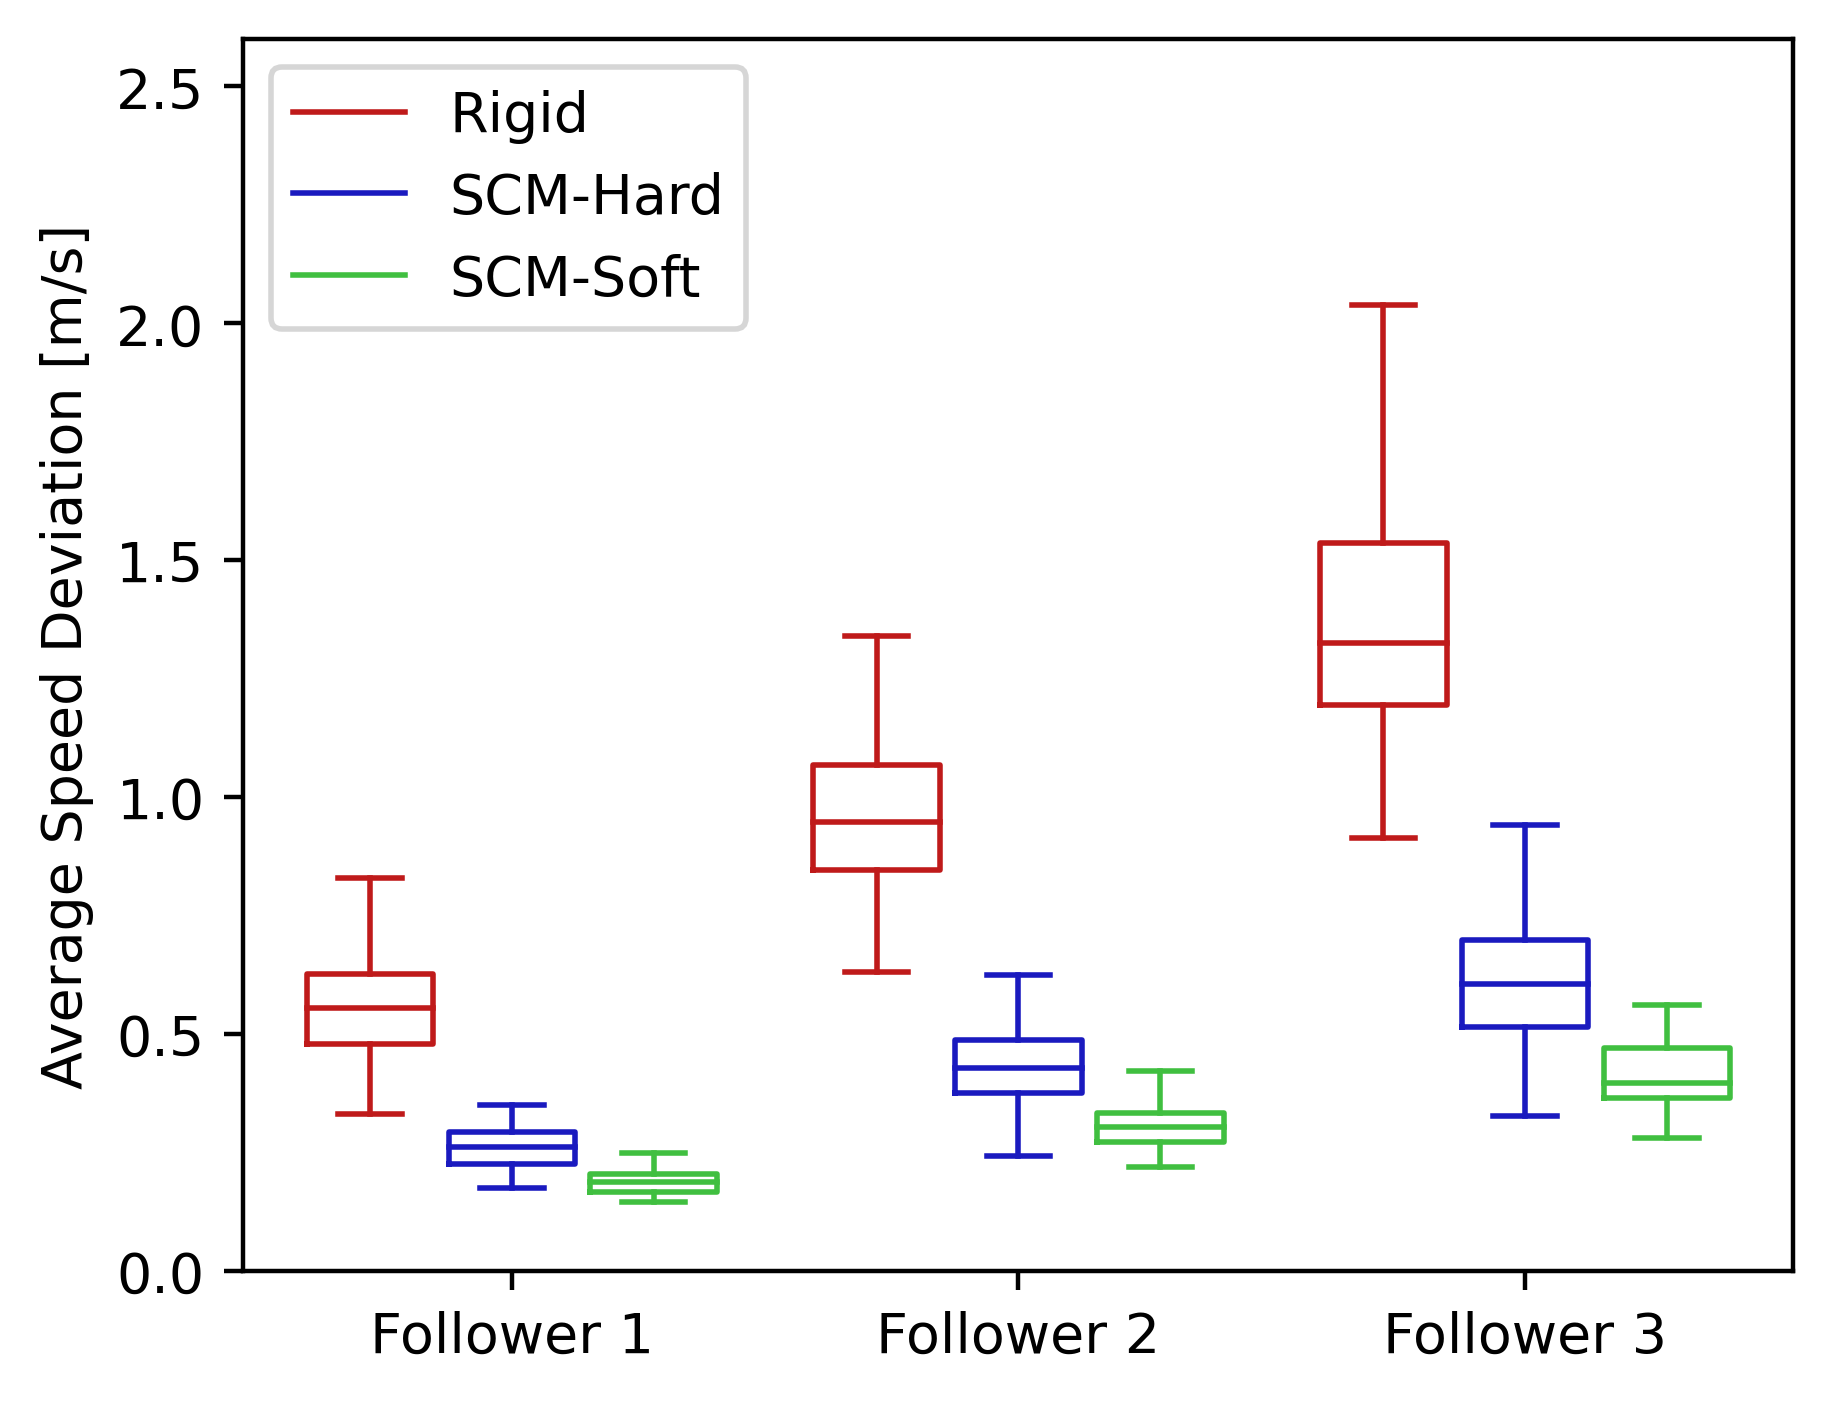 Average Speed Deviation [m/s]
2.5
2.0
1.5
1.0
0.5
0.0
Rigid
SCM-Hard
SCM-Soft
Follower 1
Follower 2
Follower 3